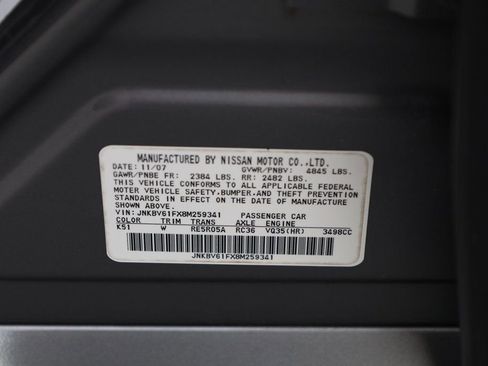 MANUFACTURED BY NISSAN MOTOR CO.,LTD.
DATE: 11/07 GVWR/PNBV: 4845 LBS.
GAWR/PNBE FR: 2384 LBS. RR: 2482 LBS.
THIS VEHICLE CONFORMS TO ALL APPLICABLE FEDERAL
MOTOR VEHICLE SAFETY,BUMPER,AND THEFT PREVENTION
STANDARDS IN EFFECT ON THE DATE OF MANUFACTURE
SHOWN ABOVE.
VIN: JNKBV61FX8M259341 PASSENGER CAR
COLOR TRIM TRANS AXLE ENGINE
K51 W RE5R05A RC36 VQ35(HR) 3498CC
JNKBV61FX8M259341